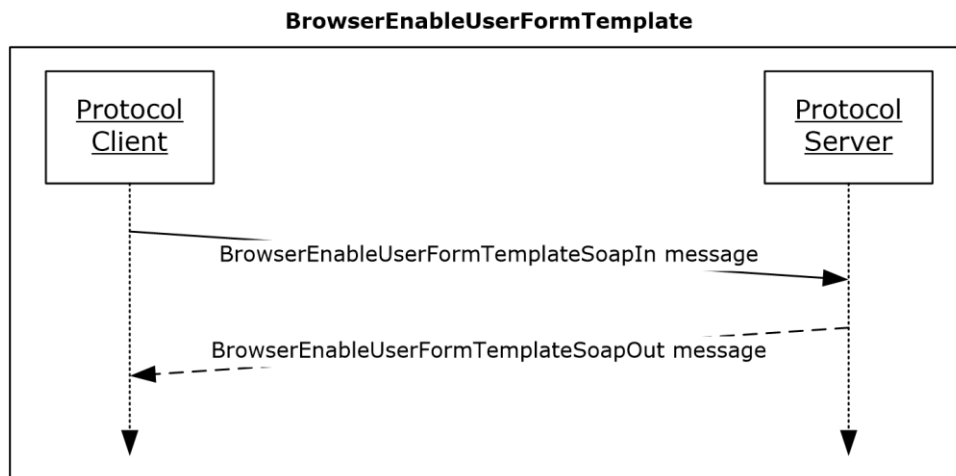 BrowserEnableUserFormTemplate
Protocol
Client
Protocol
Server
BrowserEnableUserFormTemplateSoapIn message
BrowserEnableUserFormTemplateSoapOut message